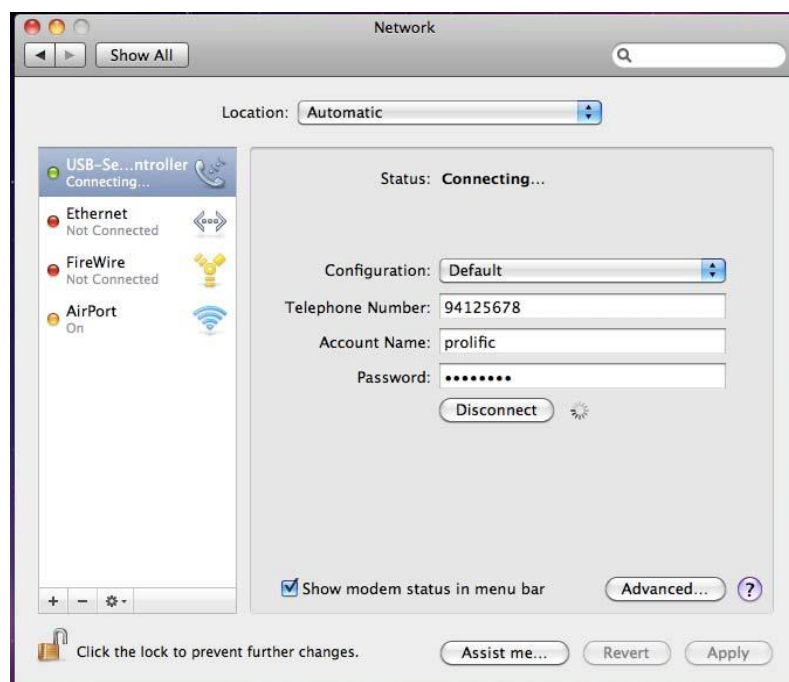 Network
Show All
Location: Automatic
USB-Se...ntroller
Connecting...
Ethernet
Not Connected
FireWire
Not Connected
AirPort
On
Status: Connecting...
Configuration: Default
Telephone Number: 94125678
Account Name: prolific
Password: ••••••••
Disconnect
Show modem status in menu bar
Advanced... ?
+ −
Click the lock to prevent further changes.
Assist me... Revert Apply